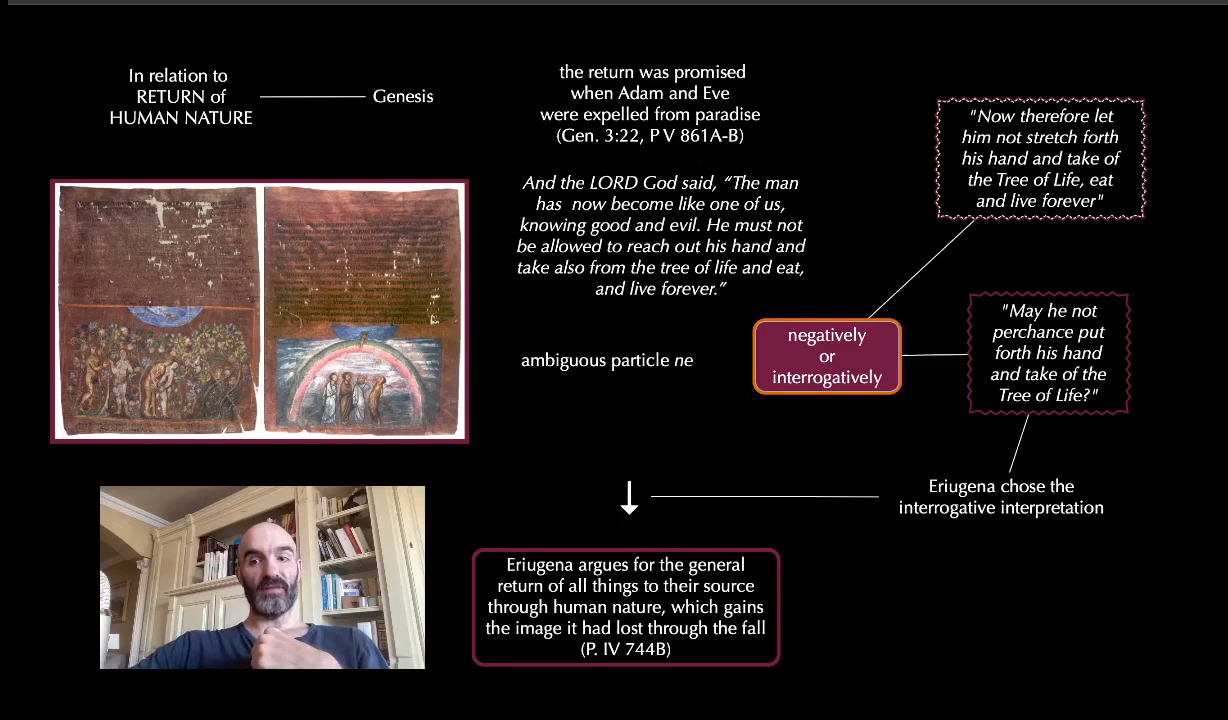 In relation to
RETURN of
HUMAN NATURE
Genesis
the return was promised
when Adam and Eve
were expelled from paradise
(Gen. 3:22, P V 861A-B)
And the LORD God said, “The man
has now become like one of us,
knowing good and evil. He must not
be allowed to reach out his hand and
take also from the tree of life and eat,
and live forever.”
"Now therefore let
him not stretch forth
his hand and take of
the Tree of Life, eat
and live forever"
ambiguous particle ne
negatively
or
interrogatively
"May he not
perchance put
forth his hand
and take of the
Tree of Life?"
Eriugena chose the
interrogative interpretation
Eriugena argues for the general
return of all things to their source
through human nature, which gains
the image it had lost through the fall
(P. IV 744B)